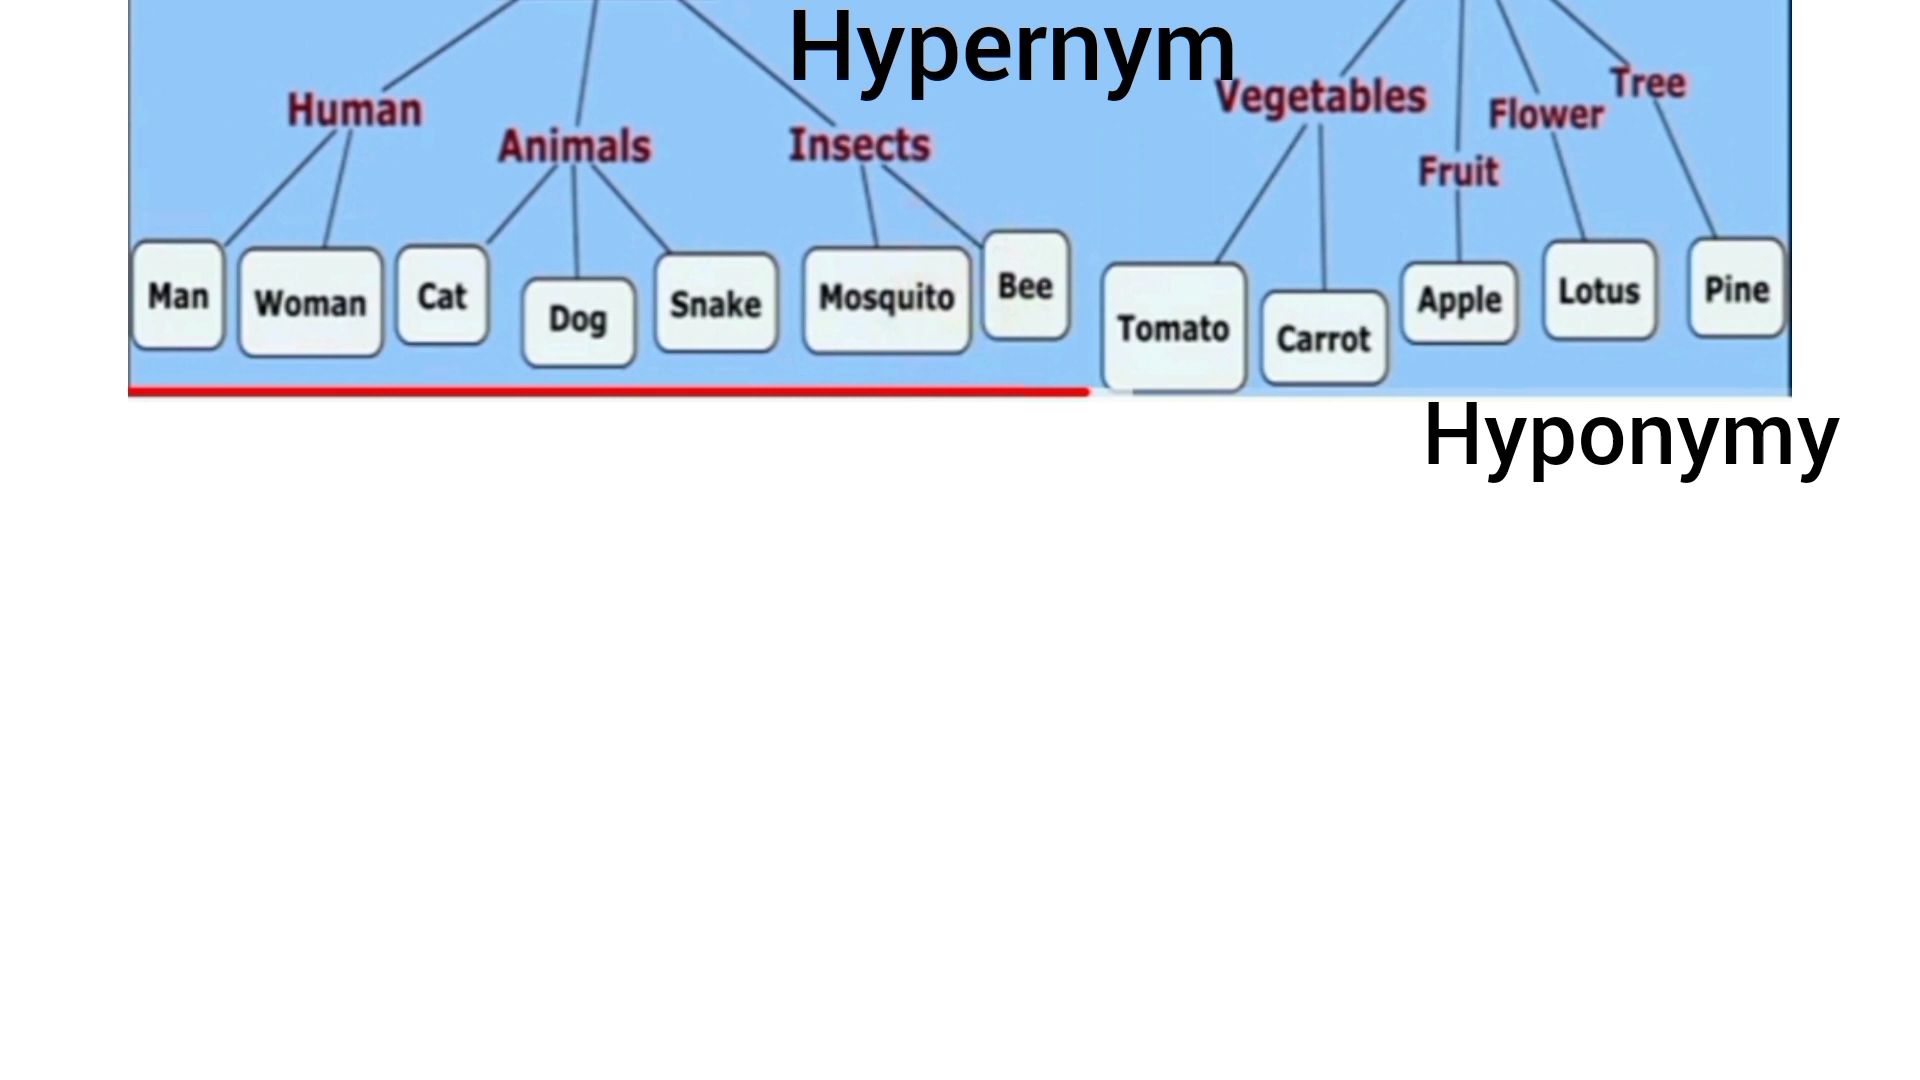 Hypernym
Human
Animals
Insects
Vegetables
Fruit
Flower
Tree
Man
Woman
Cat
Dog
Snake
Mosquito
Bee
Tomato
Carrot
Apple
Lotus
Pine
Hyponymy